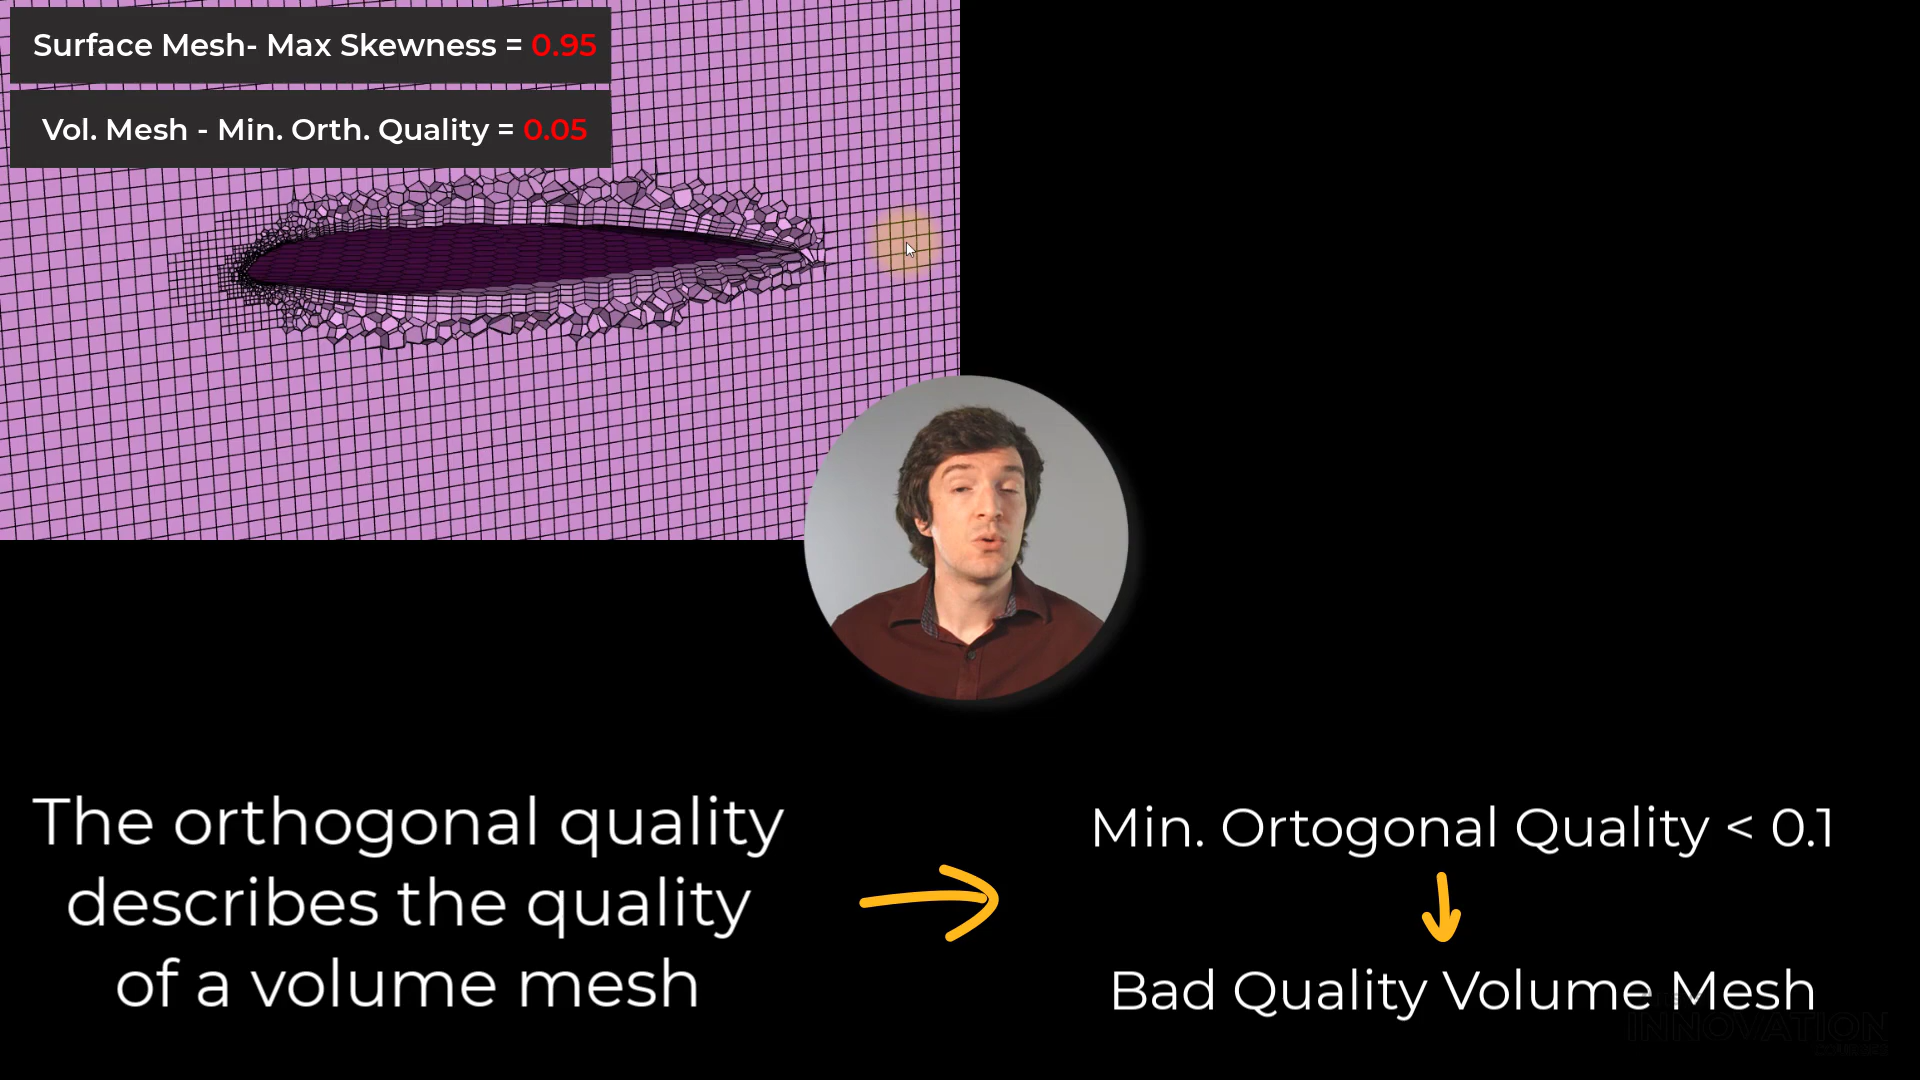 Surface Mesh- Max Skewness = 0.95
Vol. Mesh - Min. Orth. Quality = 0.05
The orthogonal quality
describes the quality
of a volume mesh
Min. Ortogonal Quality < 0.1
Bad Quality Volume Mesh
INNOVATION